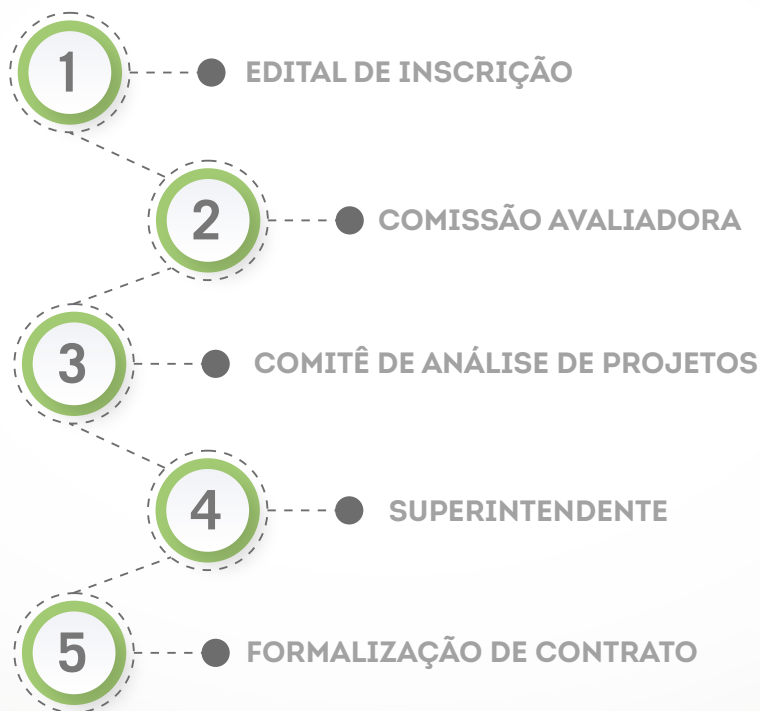 1
EDITAL DE INSCRIÇÃO
2
COMISSÃO AVALIADORA
3
COMITÊ DE ANÁLISE DE PROJETOS
4
SUPERINTENDENTE
5
FORMALIZAÇÃO DE CONTRATO